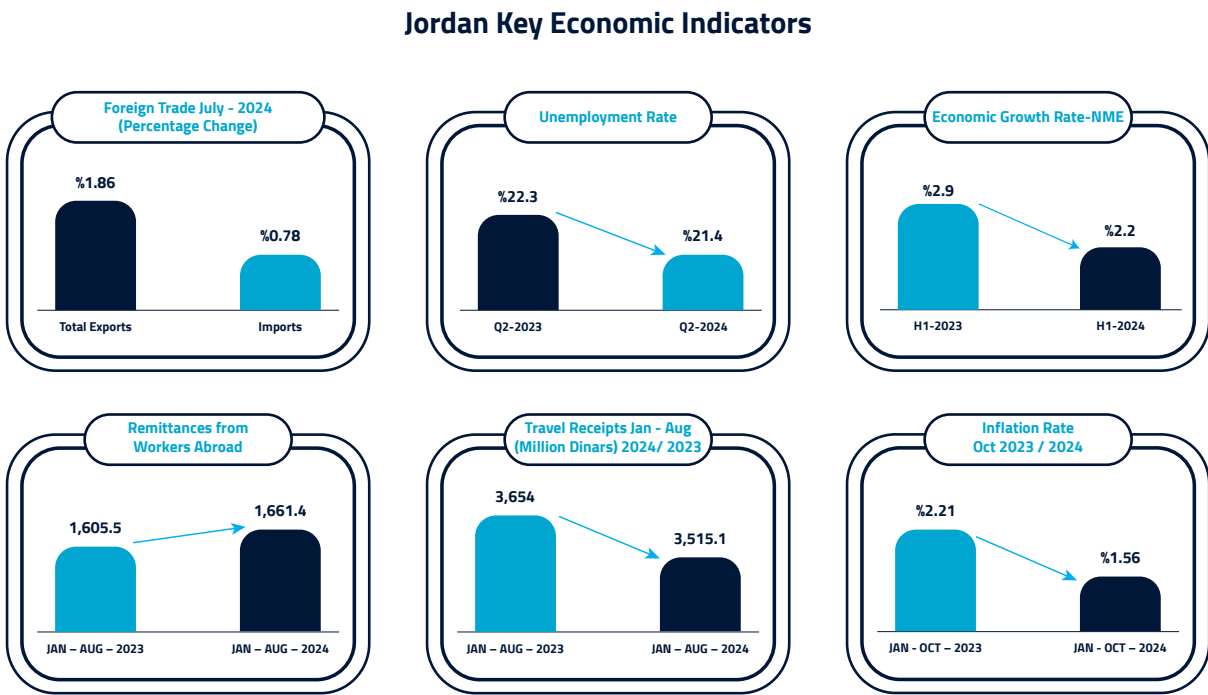 Jordan Key Economic Indicators
Foreign Trade July - 2024
(Percentage Change)
%1.86
%0.78
Total Exports
Imports
Unemployment Rate
%22.3
%21.4
Q2-2023
Q2-2024
Economic Growth Rate-NME
%2.9
%2.2
H1-2023
H1-2024
Remittances from
Workers Abroad
1,605.5
1,661.4
JAN – AUG – 2023
JAN – AUG – 2024
Travel Receipts Jan - Aug
(Million Dinars) 2024/ 2023
3,654
3,515.1
JAN – AUG – 2023
JAN – AUG – 2024
Inflation Rate
Oct 2023 / 2024
%2.21
%1.56
JAN - OCT – 2023
JAN - OCT – 2024